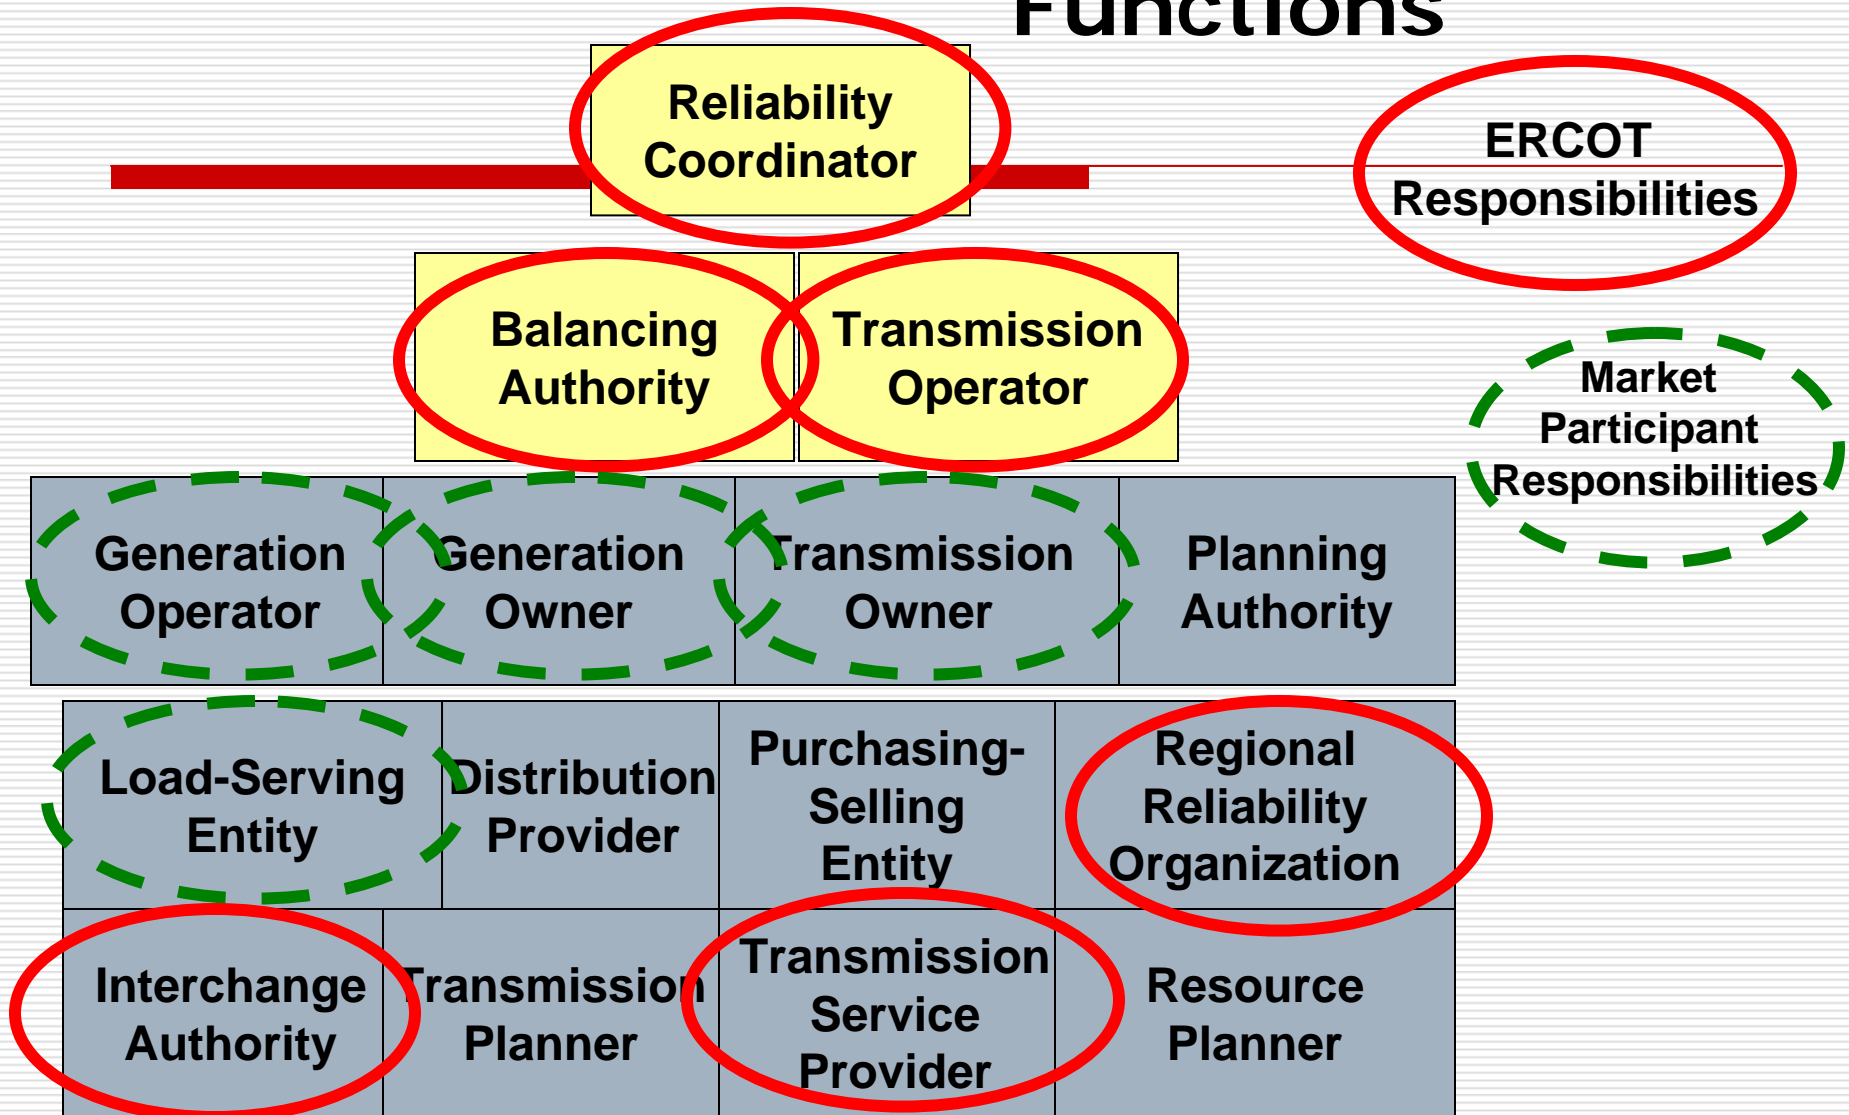 Functions
Reliability
Coordinator
ERCOT
Responsibilities
Balancing
Authority
Transmission
Operator
Market
Participant
Responsibilities
Generation
Operator
Generation
Owner
Transmission
Owner
Planning
Authority
Load-Serving
Entity
Distribution
Provider
Purchasing-
Selling
Entity
Regional
Reliability
Organization
Interchange
Authority
Transmission
Planner
Transmission
Service
Provider
Resource
Planner